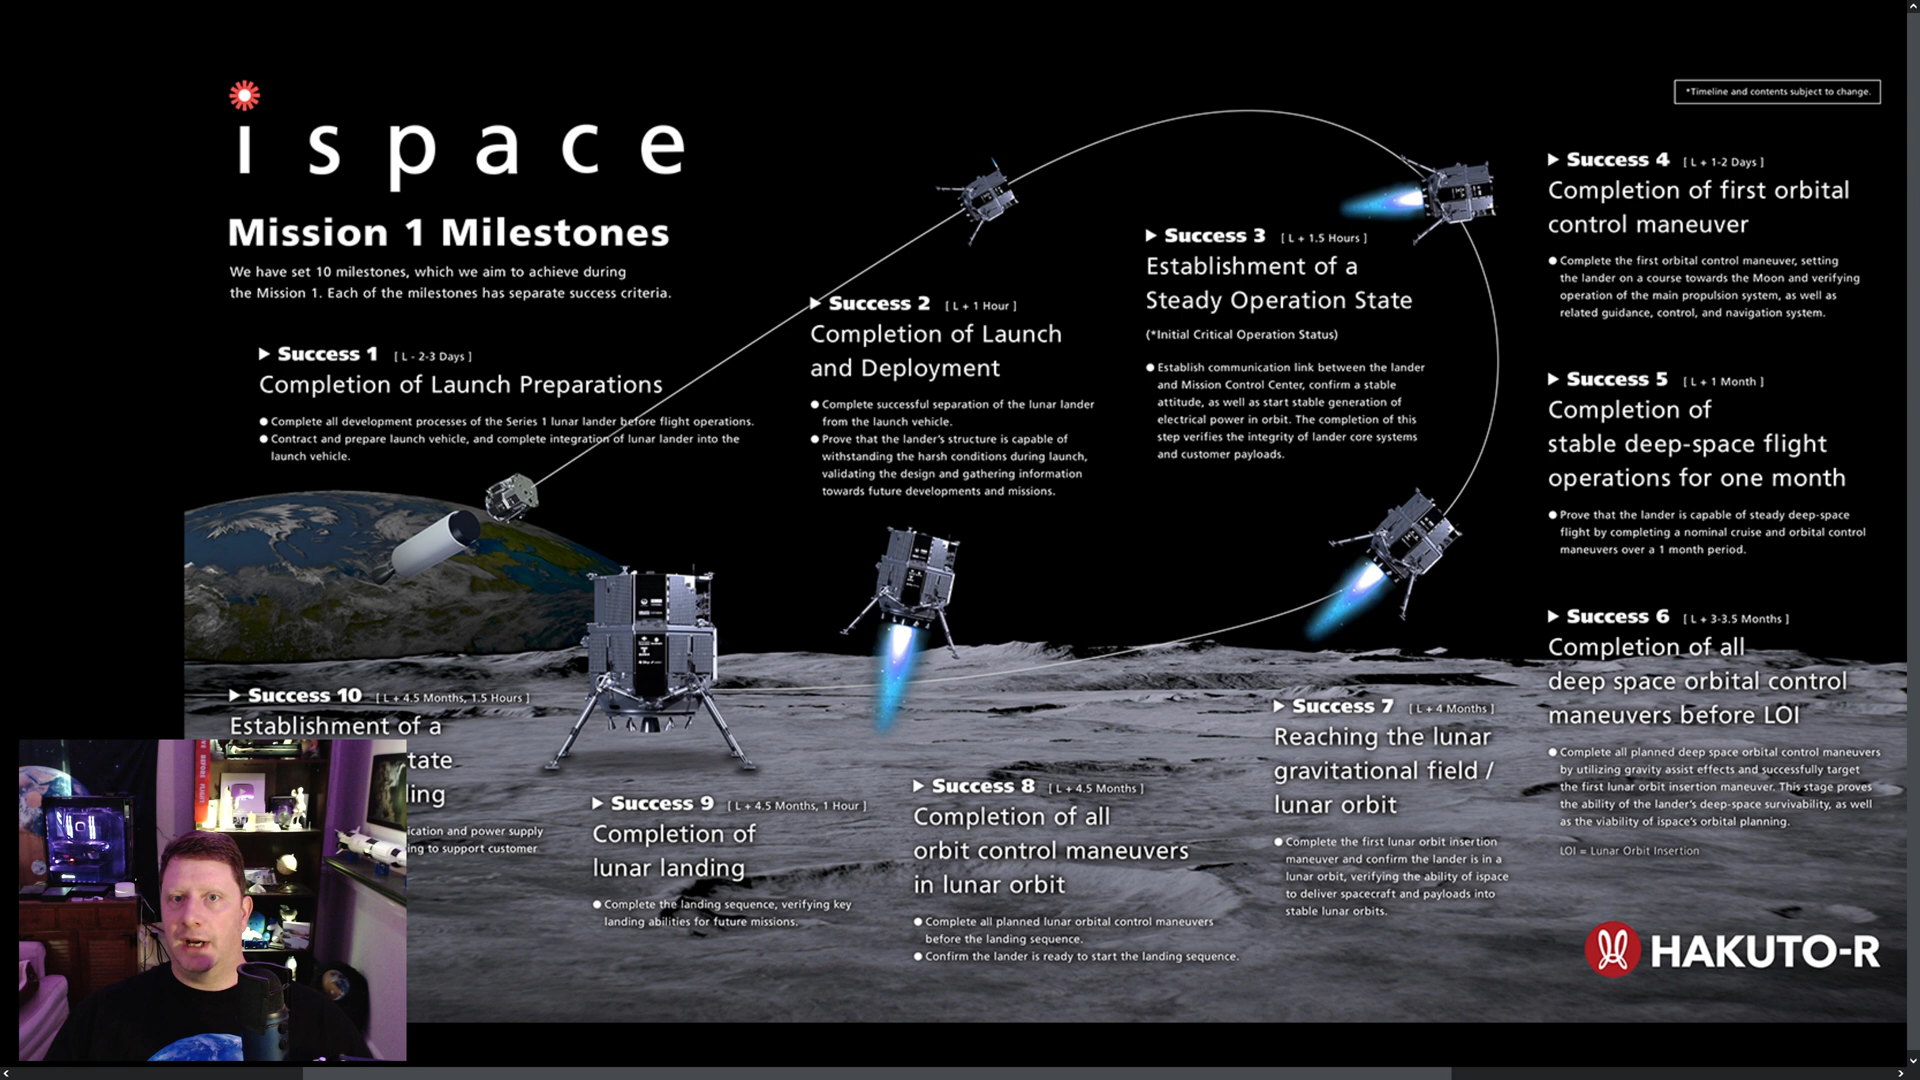 ispace
*Timeline and contents subject to change.
Mission 1 Milestones
We have set 10 milestones, which we aim to achieve during
the Mission 1. Each of the milestones has separate success criteria.
Success 1 [ L - 2-3 Days ]
Completion of Launch Preparations
Complete all development processes of the Series 1 lunar lander before flight operations.
Contract and prepare launch vehicle, and complete integration of lunar lander into the
launch vehicle.
Success 2 [ L + 1 Hour ]
Completion of Launch
and Deployment
Complete successful separation of the lunar lander
from the launch vehicle.
Prove that the lander's structure is capable of
withstanding the harsh conditions during launch,
validating the design and gathering information
towards future developments and missions.
Success 3 [ L + 1.5 Hours ]
Establishment of a
Steady Operation State
(*Initial Critical Operation Status)
Establish communication link between the lander
and Mission Control Center, confirm a stable
attitude, as well as start stable generation of
electrical power in orbit. The completion of this
step verifies the integrity of lander core systems
and customer payloads.
Success 4 [ L + 1-2 Days ]
Completion of first orbital
control maneuver
Complete the first orbital control maneuver, setting
the lander on a course towards the Moon and verifying
operation of the main propulsion system, as well as
related guidance, control, and navigation system.
Success 5 [ L + 1 Month ]
Completion of
stable deep-space flight
operations for one month
Prove that the lander is capable of steady deep-space
flight by completing a nominal cruise and orbital control
maneuvers over a 1 month period.
Success 6 [ L + 3-3.5 Months ]
Completion of all
deep space orbital control
maneuvers before LOI
Complete all planned deep space orbital control maneuvers
by utilizing gravity assist effects and successfully target
the first lunar orbit insertion maneuver. This stage proves
the ability of the lander's deep-space survivability, as well
as the viability of ispace's orbital planning.
LOI = Lunar Orbit Insertion
Success 7 [ L + 4 Months ]
Reaching the lunar
gravitational field /
lunar orbit
Complete the first lunar orbit insertion
maneuver and confirm the lander is in a
lunar orbit, verifying the ability of ispace
to deliver spacecraft and payloads into
stable lunar orbits.
Success 8 [ L + 4.5 Months ]
Completion of all
orbit control maneuvers
in lunar orbit
Complete all planned lunar orbital control maneuvers
before the landing sequence.
Confirm the lander is ready to start the landing sequence.
Success 9 [ L + 4.5 Months, 1 Hour ]
Completion of
lunar landing
Complete the landing sequence, verifying key
landing abilities for future missions.
Success 10 [ L + 4.5 Months, 1.5 Hours ]
Establishment of a
tate
ling
ication and power supply
ing to support customer
HAKUTO-R